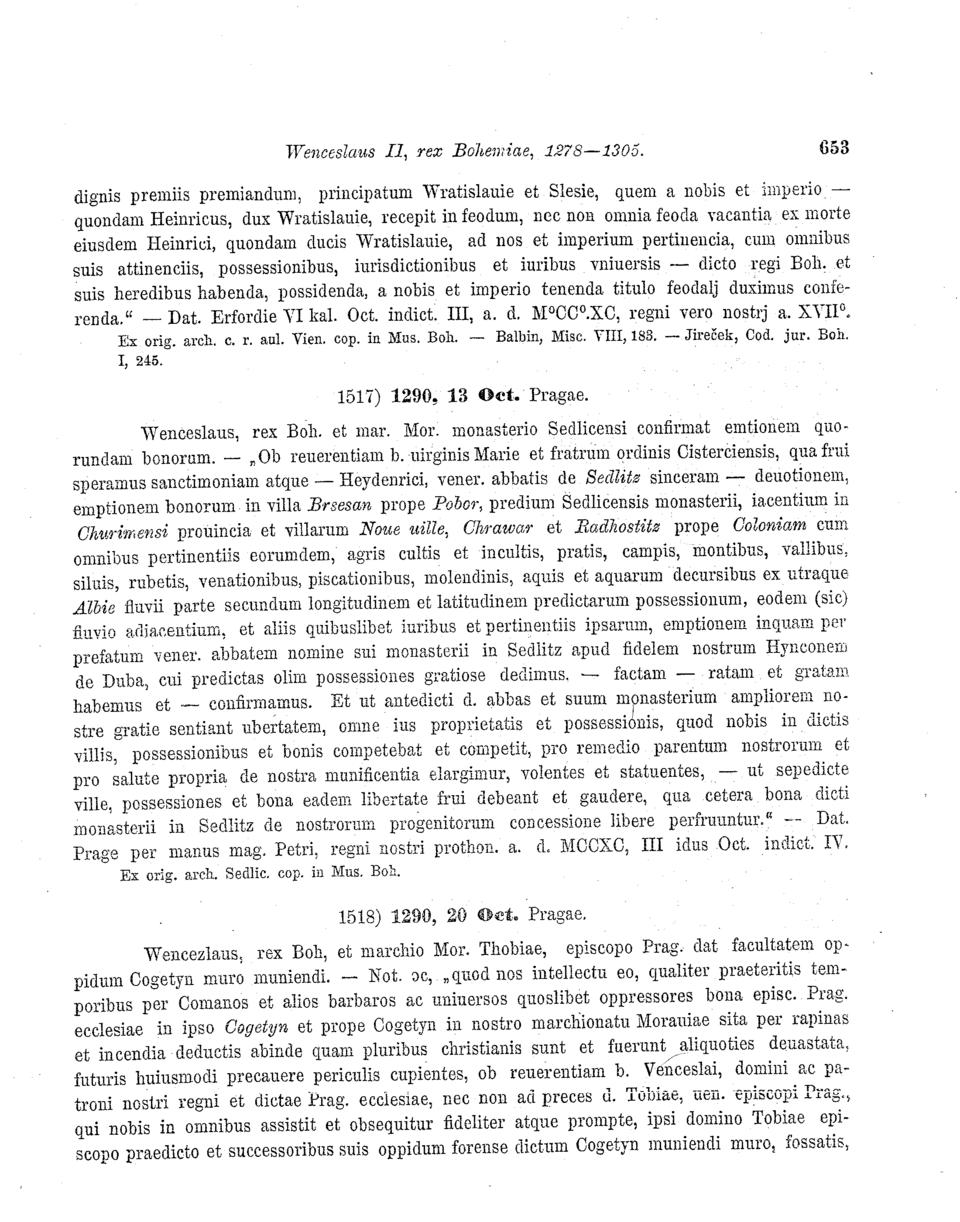 Wenceslaus II, rex Bohemiae, 1278—1305. 653
dignis premiis premiandum, principatum Wratislauie et Slesie, quem a nobis et imperio —
quondam Heinricus, dux Wratislauie, recepit in feodum, nec non omnia feoda vacantia ex morte
eiusdem Heinrici, quondam ducis Wratislauie, ad nos et imperium pertinencia, cum omnibus
suis attinenciis, possessionibus, iurisdictionibus et iuribus vniuersis — dicto regi Boh. et
suis heredibus habenda, possidenda, a nobis et imperio tenenda titulo feodalj duximus confe-
renda.“ — Dat. Erfordie VI kal. Oct. indict. III, a. d. M⁰CC⁰.XC, regni vero nostrj a. XVII⁰.
Ex orig. arch. c. r. aul. Vien. cop. in Mus. Boh. — Balbin, Misc. VIII, 183. — Jireček, Cod. jur. Boh.
I, 245.
1517) 1290, 13 Oct. Pragae.
Wenceslaus, rex Boh. et mar. Mor. monasterio Sedlicensi confirmat emtionem quo-
rundam bonorum. — „Ob reuerentiam b. uirginis Marie et fratrum ordinis Cisterciensis, qua frui
speramus sanctimoniam atque — Heydenrici, vener. abbatis de Sedlitz sinceram — deuotionem,
emptionem bonorum in villa Brsesan prope Pobor, predium Sedlicensis monasterii, iacentium in
Churimensi prouincia et villarum Noue uille, Chrawar et Radhostitz prope Coloniam cum
omnibus pertinentiis eorumdem, agris cultis et incultis, pratis, campis, montibus, vallibus,
siluis, rubetis, venationibus, piscationibus, molendinis, aquis et aquarum decursibus ex utraque
Albie fluvii parte secundum longitudinem et latitudinem predictarum possessionum, eodem (sic)
fluvio adiacentium, et aliis quibuslibet iuribus et pertinentiis ipsarum, emptionem inquam per
prefatum vener. abbatem nomine sui monasterii in Sedlitz apud fidelem nostrum Hynconem
de Duba, cui predictas olim possessiones gratiose dedimus. — factam — ratam et gratam
habemus et — confirmamus. Et ut antedicti d. abbas et suum monasterium ampliorem no-
stre gratie sentiant ubertatem, omne ius proprietatis et possessionis, quod nobis in dictis
villis, possessionibus et bonis competebat et competit, pro remedio parentum nostrorum et
pro salute propria de nostra munificentia elargimur, volentes et statuentes, — ut sepedicte
ville, possessiones et bona eadem libertate frui debeant et gaudere, qua cetera bona dicti
monasterii in Sedlitz de nostrorum progenitorum concessione libere perfruuntur.“ — Dat.
Prage per manus mag. Petri, regni nostri prothon. a. d. MCCXC, III idus Oct. indict. IV.
Ex orig. arch. Sedlic. cop. in Mus. Boh.
1518) 1290, 20 Oct. Pragae.
Wencezlaus, rex Boh, et marchio Mor. Thobiae, episcopo Prag. dat facultatem op-
pidum Cogetyn muro muniendi. — Not. ɔc, „quod nos intellectu eo, qualiter praeteritis tem-
poribus per Comanos et alios barbaros ac uniuersos quoslibet oppressores bona episc. Prag.
ecclesiae in ipso Cogetyn et prope Cogetyn in nostro marchionatu Morauiae sita per rapinas
et incendia deductis abinde quam pluribus christianis sunt et fuerunt aliquoties deuastata,
futuris huiusmodi precauere periculis cupientes, ob reuerentiam b. Venceslai, domini ac pa-
troni nostri regni et dictae Prag. ecclesiae, nec non ad preces d. Tobiae, uen. episcopi Prag.,
qui nobis in omnibus assistit et obsequitur fideliter atque prompte, ipsi domino Tobiae epi-
scopo praedicto et successoribus suis oppidum forense dictum Cogetyn muniendi muro, fossatis,